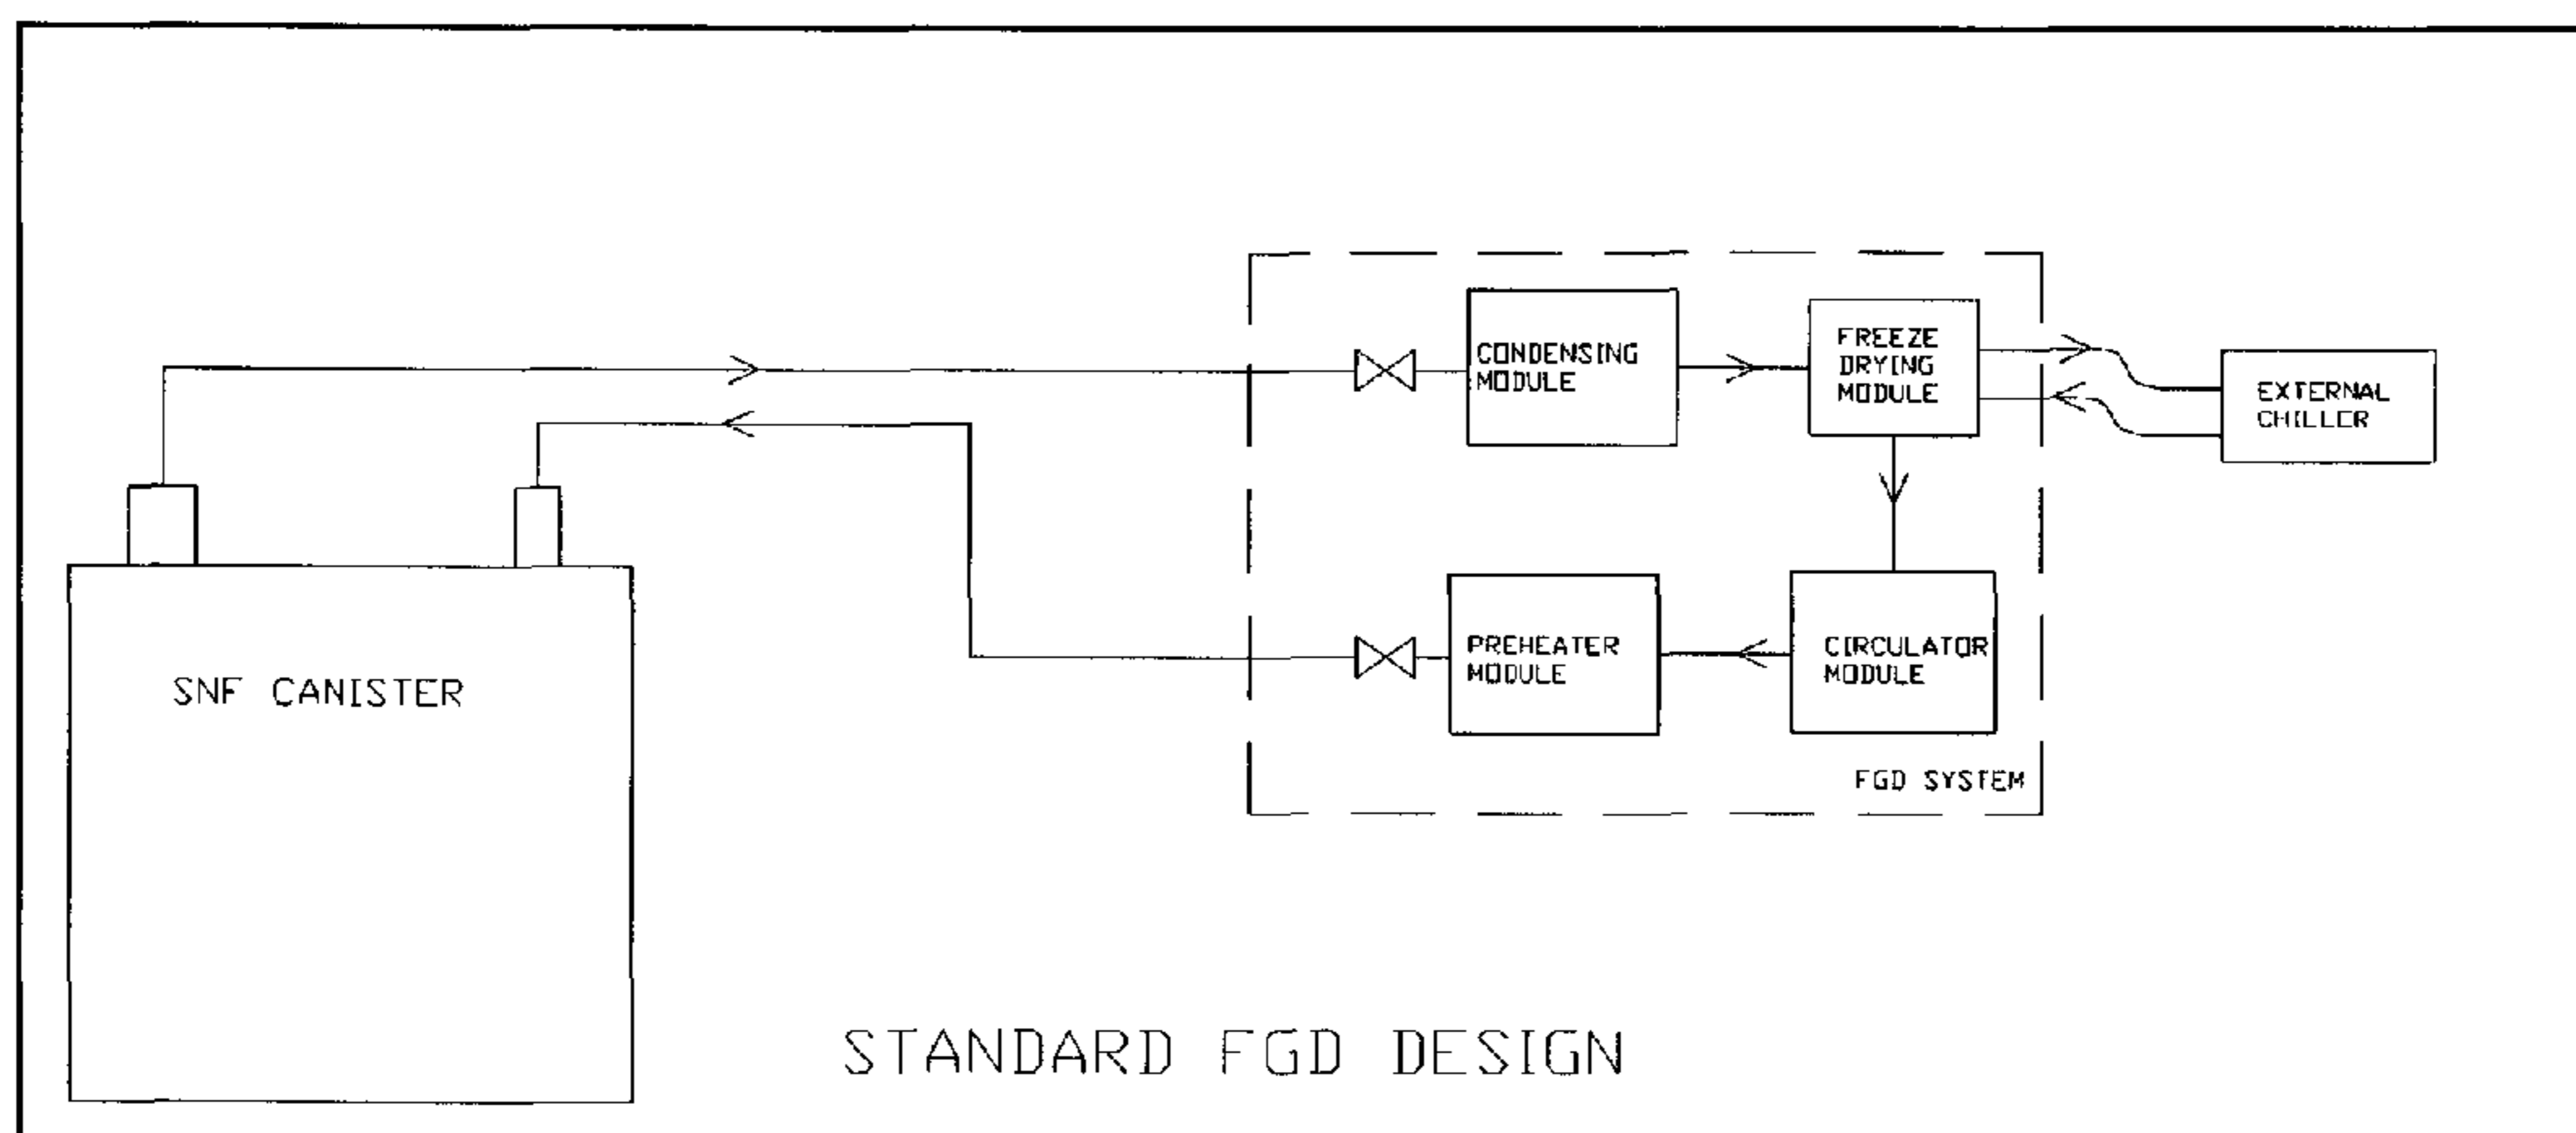 CONDENSING
MODULE
FREEZE
DRYING
MODULE
EXTERNAL
CHILLER
SNF CANISTER
PREHEATER
MODULE
CIRCULATOR
MODULE
FGD SYSTEM
STANDARD FGD DESIGN